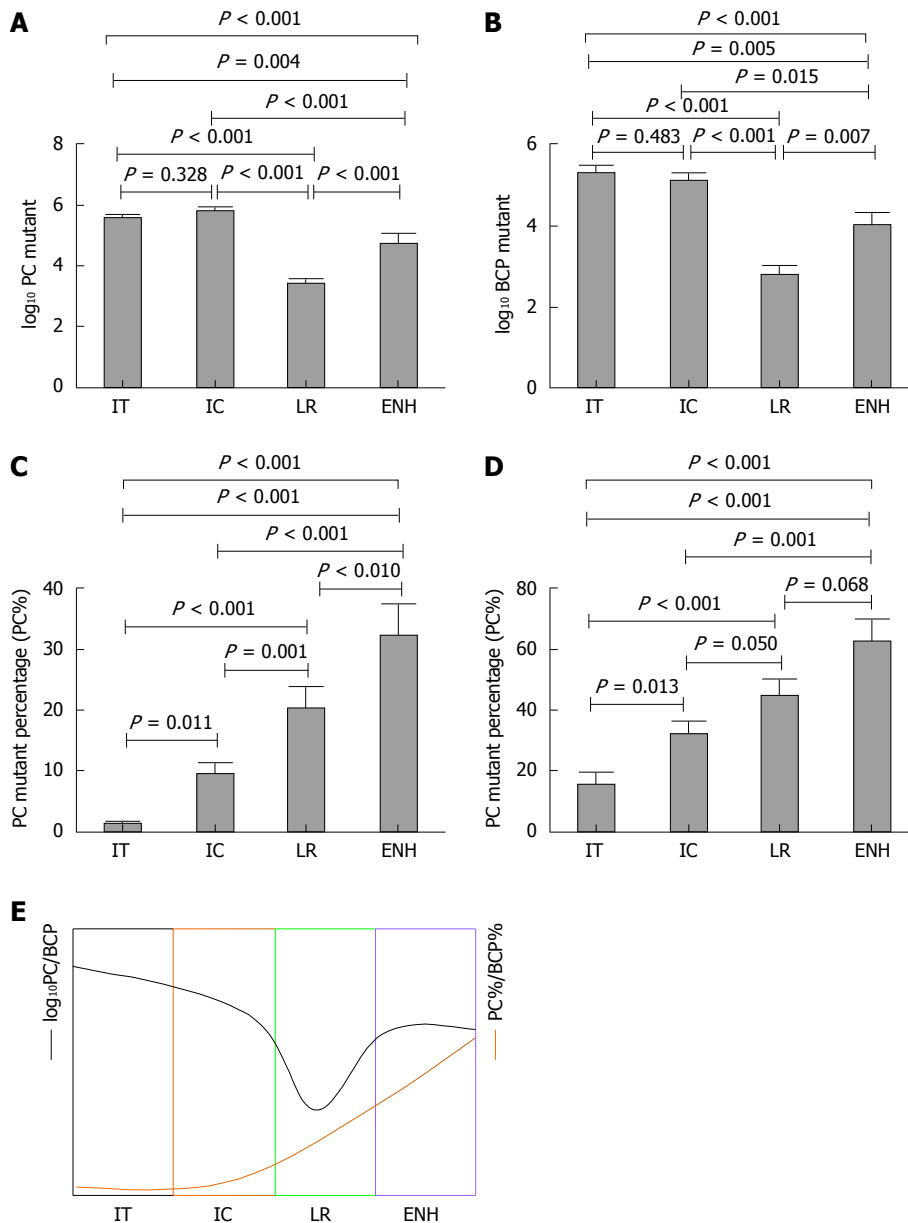 A
P < 0.001
P = 0.004
P < 0.001
P < 0.001
P = 0.328
P < 0.001
P < 0.001
8
6
4
2
0
log₁₀ PC mutant
IT
IC
LR
ENH
B
P < 0.001
P = 0.005
P = 0.015
P < 0.001
P = 0.483
P < 0.001
P = 0.007
6
4
2
0
log₁₀ BCP mutant
IT
IC
LR
ENH
C
P < 0.001
P < 0.001
P < 0.001
P < 0.010
P < 0.001
P = 0.001
P = 0.011
40
30
20
10
0
PC mutant percentage (PC%)
IT
IC
LR
ENH
D
P < 0.001
P < 0.001
P = 0.001
P = 0.068
P < 0.001
P = 0.050
P = 0.013
80
60
40
20
0
PC mutant percentage (PC%)
IT
IC
LR
ENH
E
log₁₀PC/BCP
PC%/BCP%
IT
IC
LR
ENH